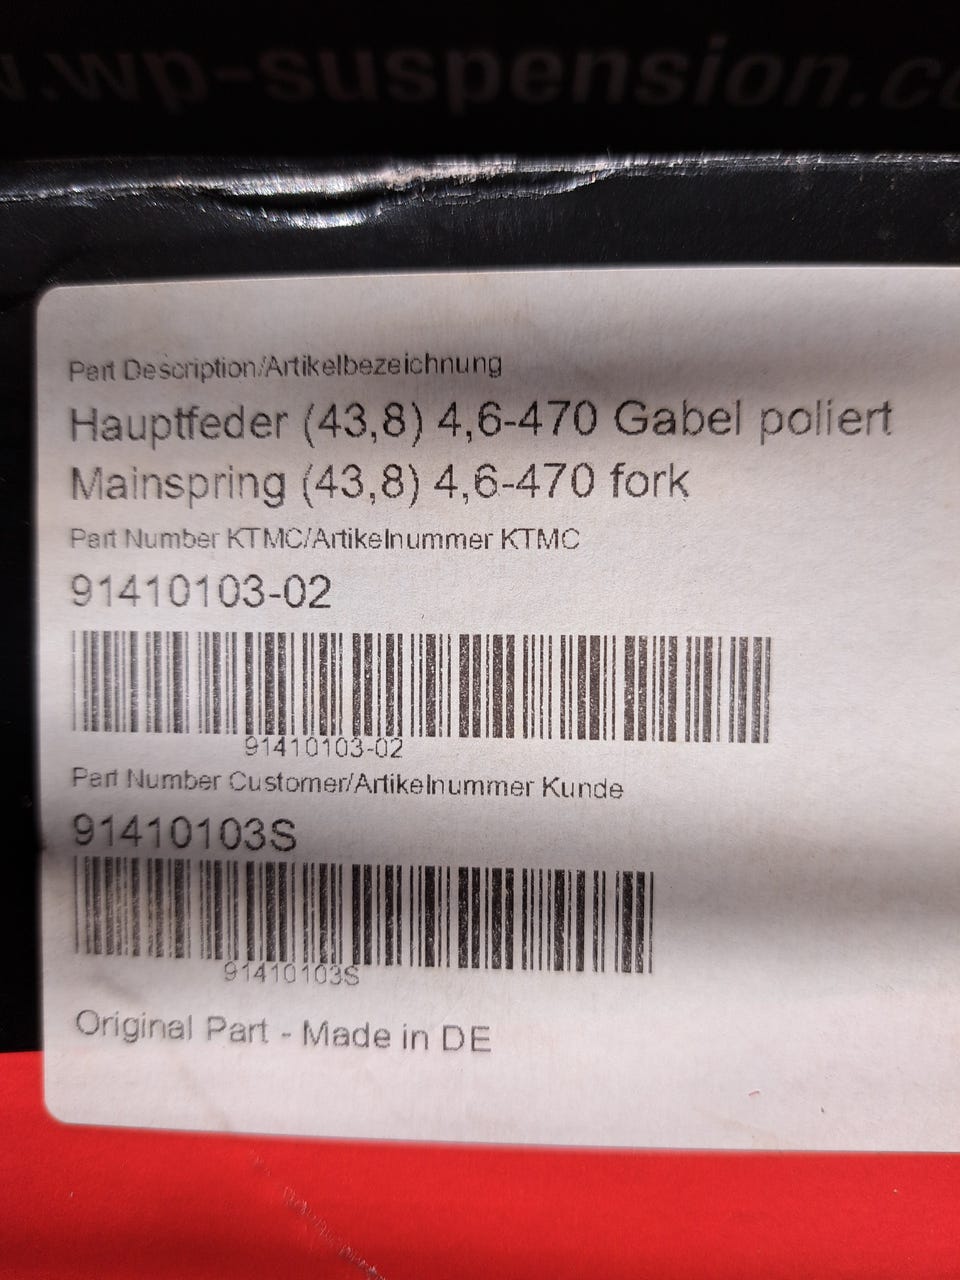 .wp-suspension.c
Part Description/Artikelbezeichnung
Hauptfeder (43,8) 4,6-470 Gabel poliert
Mainspring (43,8) 4,6-470 fork
Part Number KTMC/Artikelnummer KTMC
91410103-02
91410103-02
Part Number Customer/Artikelnummer Kunde
91410103S
91410103S
Original Part - Made in DE